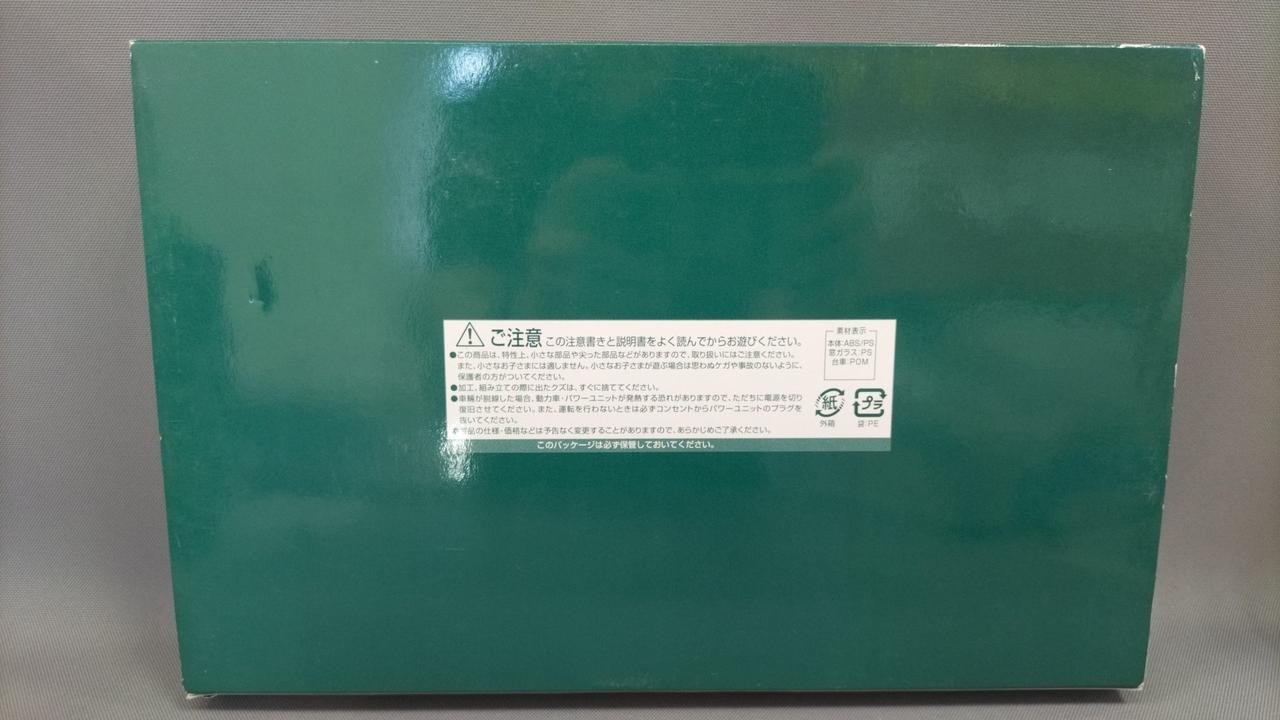 ご注意 この注意書きと説明書をよく読んでからお遊びください。
●この商品は、特性上、小さな部品や尖った部品などがありますので、取り扱いにはご注意ください。
また、小さなお子さまには適しません。小さなお子さまが遊ぶ場合は思わぬケガや事故のないように、
保護者の方がついてください。
●加工、組み立ての際に出たクズは、すぐに捨ててください。
●車輪が脱線した場合、動力車・パワーユニットが発熱する恐れがありますので、ただちに電源を切り
復旧させてください。また、運転を行わないときは必ずコンセントからパワーユニットのプラグを
抜いてください。
品の仕様・価格などは予告なく変更することがありますので、あらかじめご了承ください。
このパッケージは必ず保管しておいてください。
素材表示
本体:ABS/PS
窓ガラス:PS
台車:POM
紙 プラ
外箱 袋:PE